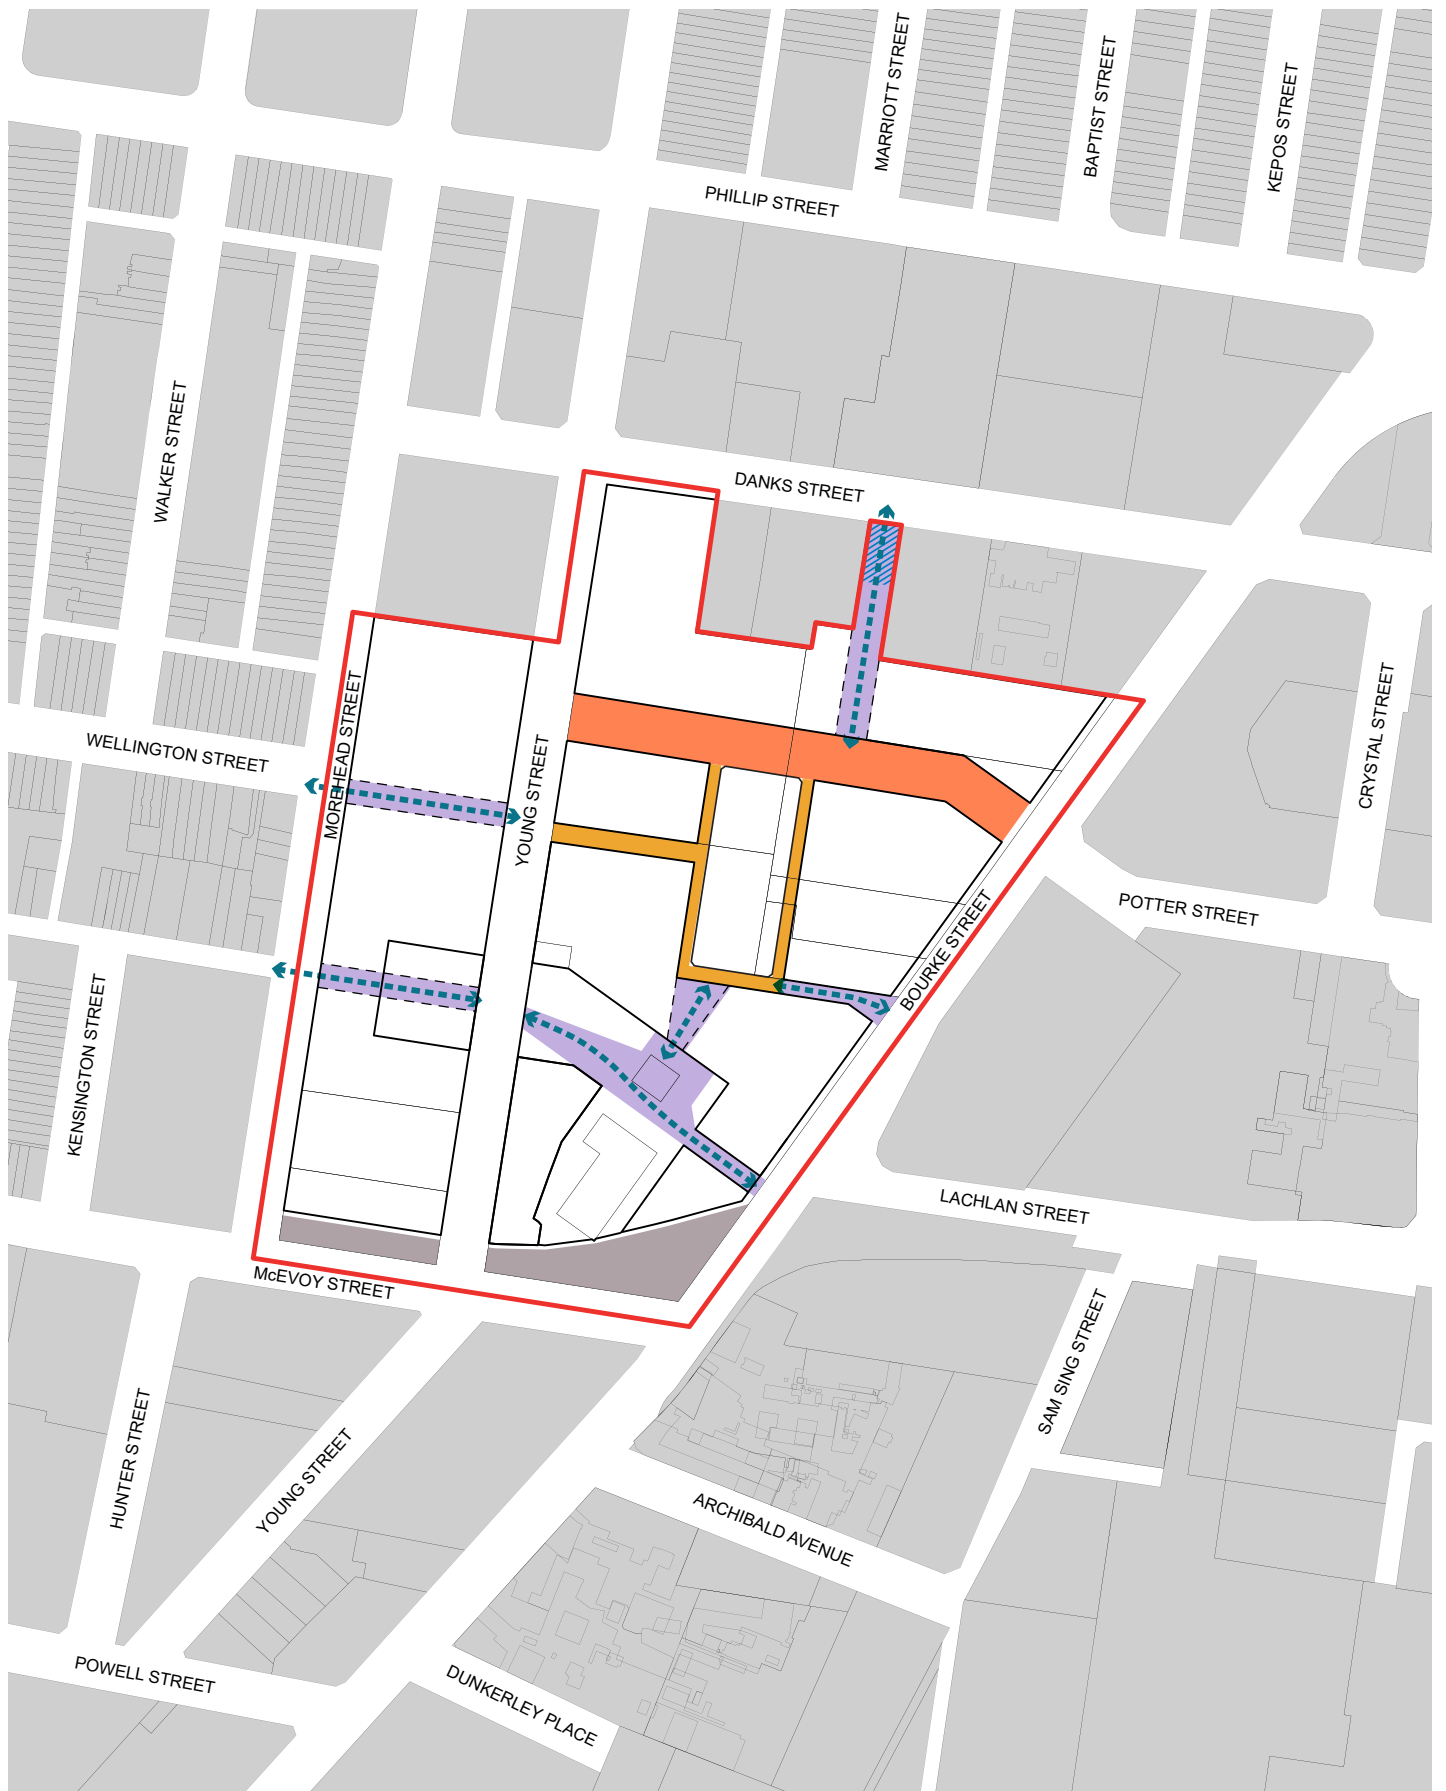 MARRIOTT STREET
BAPTIST STREET
KEPOS STREET
PHILLIP STREET
WALKER STREET
DANKS STREET
WELLINGTON STREET
MOREHEAD STREET
YOUNG STREET
CRYSTAL STREET
POTTER STREET
BOURKE STREET
KENSINGTON STREET
LACHLAN STREET
McEVOY STREET
SAM SING STREET
HUNTER STREET
YOUNG STREET
ARCHIBALD AVENUE
POWELL STREET
DUNKERLEY PLACE